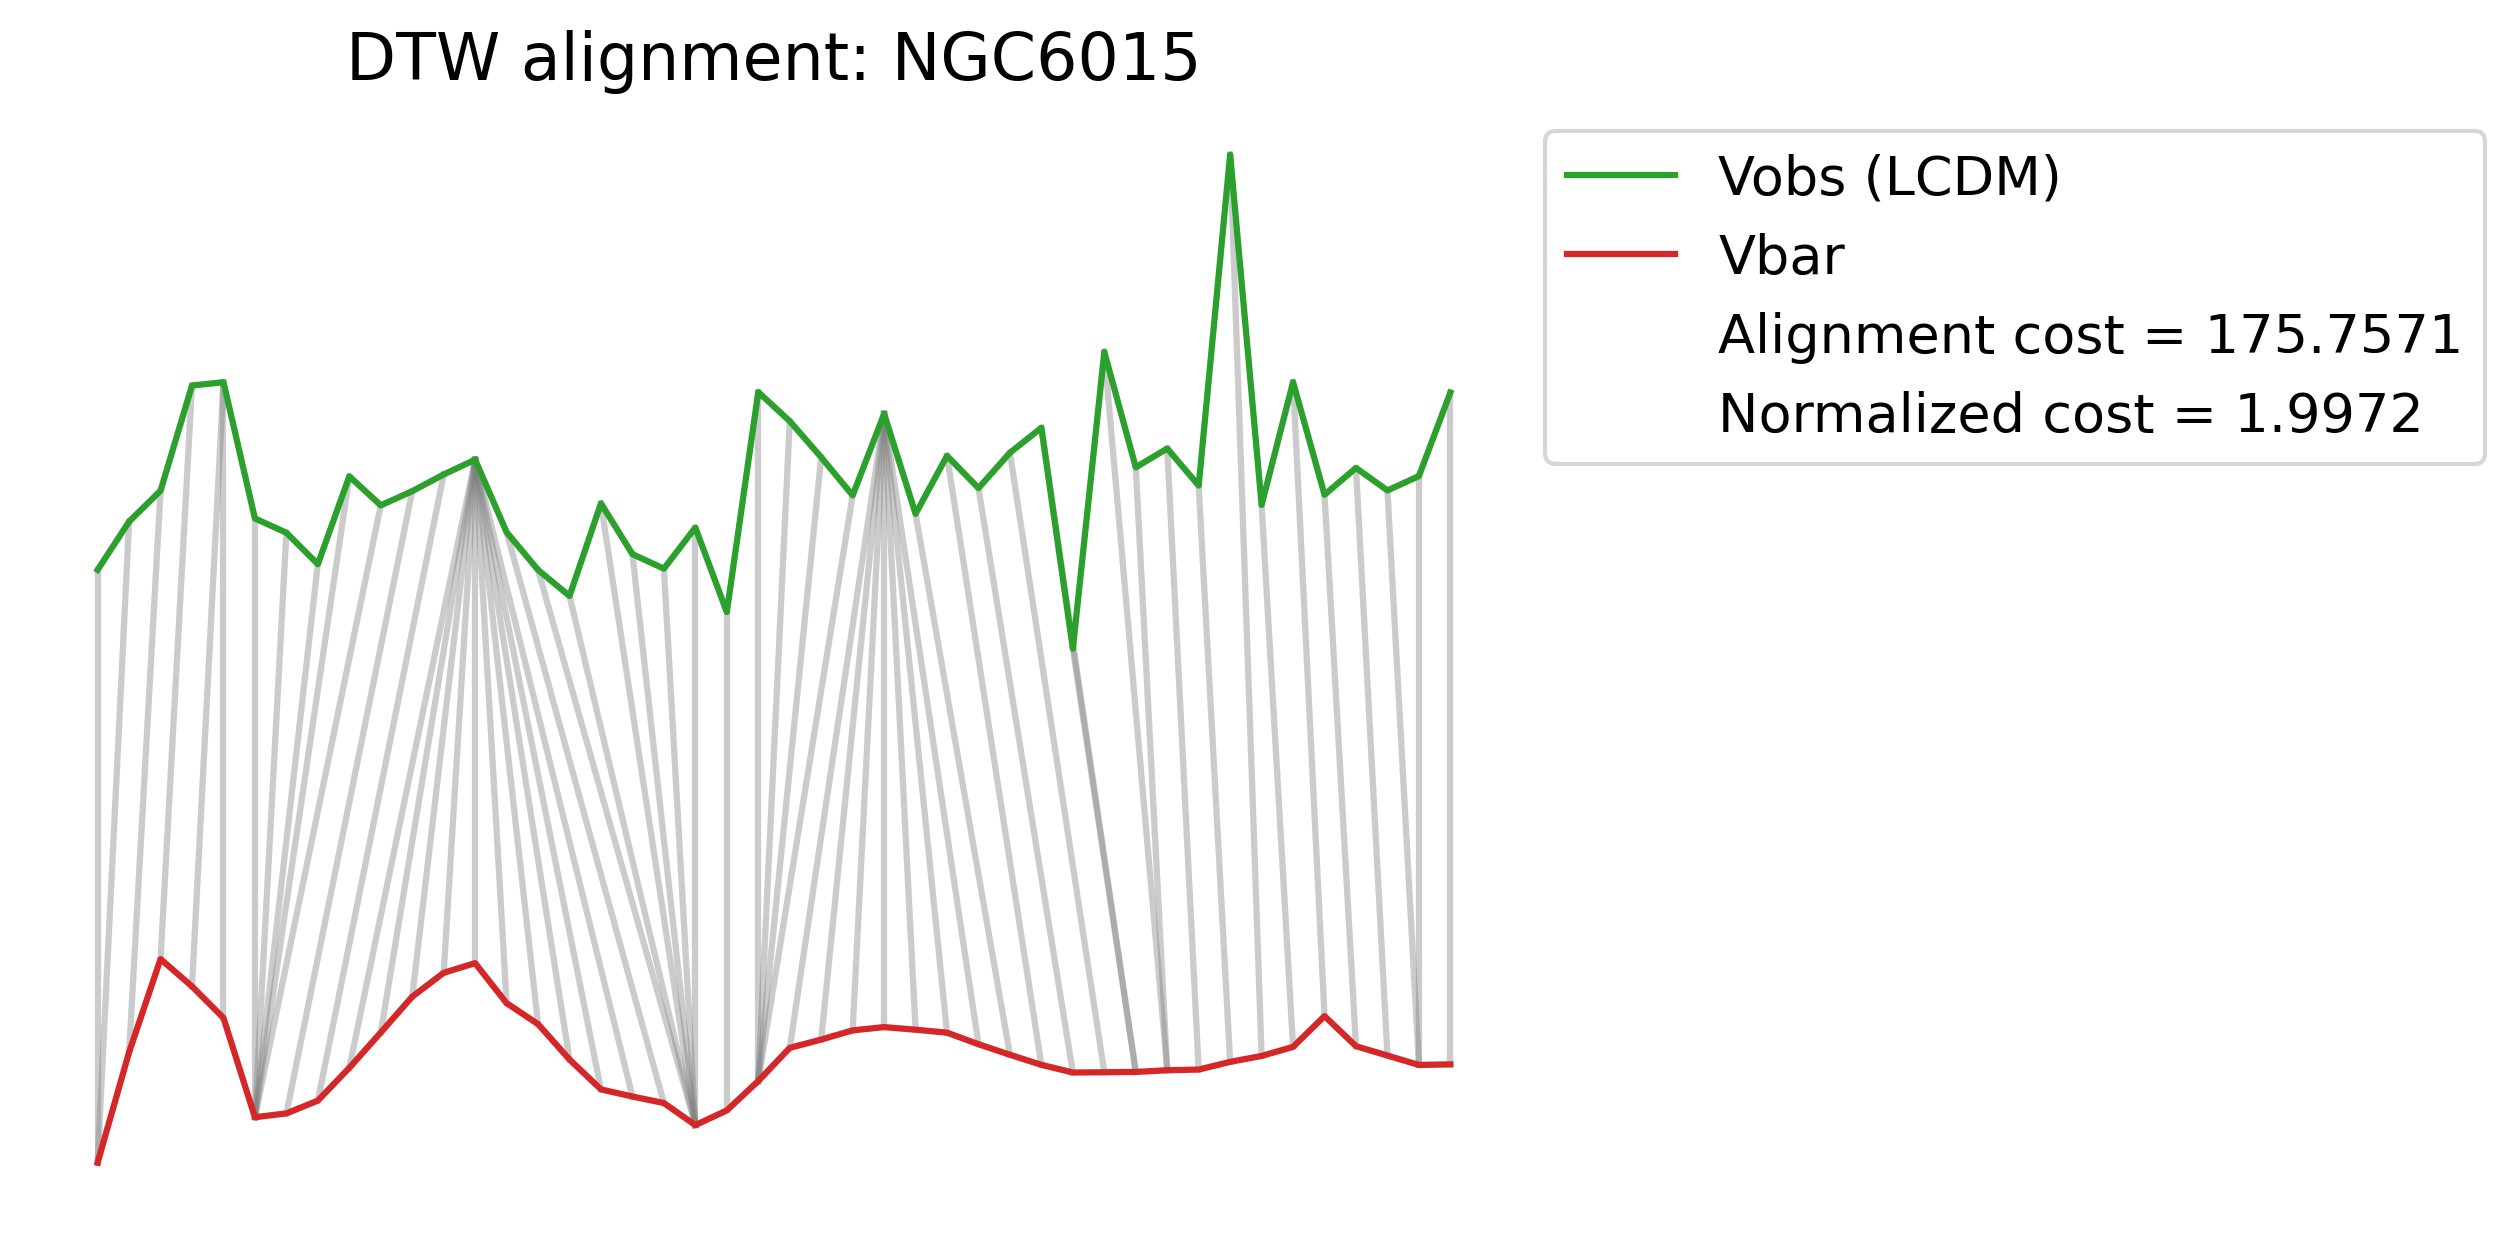 DTW alignment: NGC6015
Vobs (LCDM)
Vbar
Alignment cost = 175.7571
Normalized cost = 1.9972